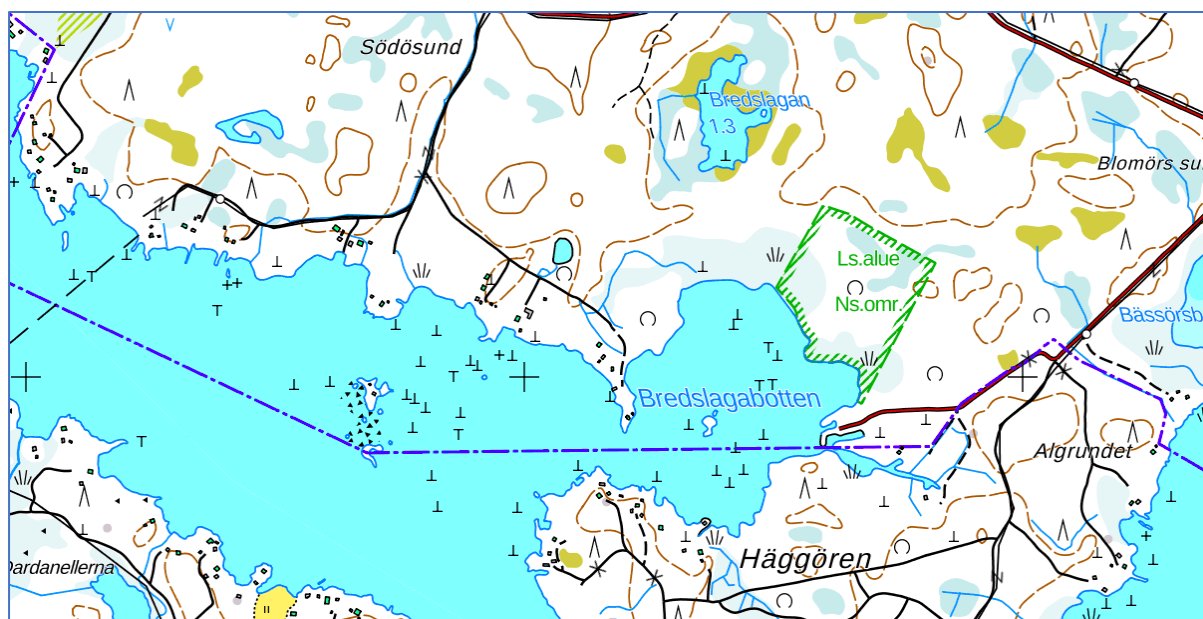 Södösund
Bredslagan
1.3
Blomörs su
Ls.alue
Ns.omr.
Bässörsb
Bredslagabotten
Algrundet
Häggören
Dardanellerna